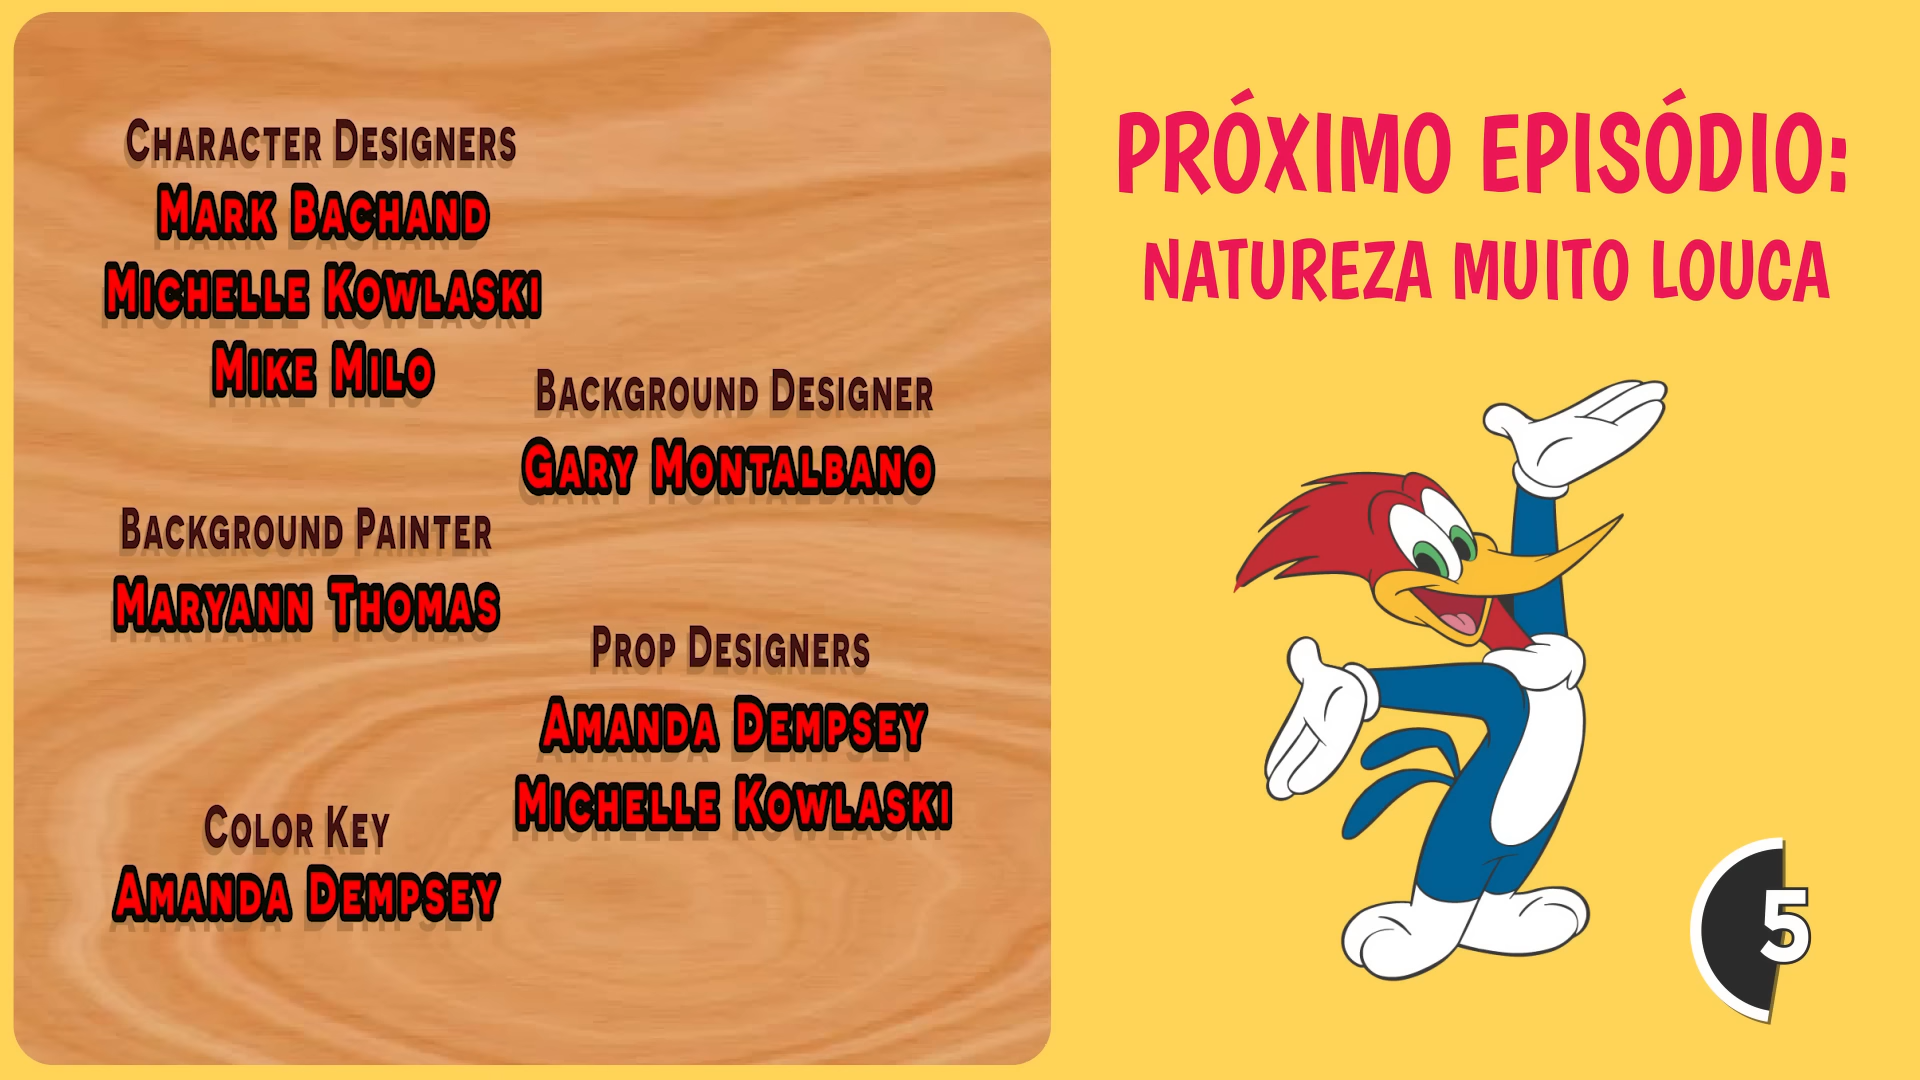 Character Designers
Mark Bachand
Michelle Kowlaski
Mike Milo
Background Designer
Gary Montalbano
Background Painter
Maryann Thomas
Prop Designers
Amanda Dempsey
Michelle Kowlaski
Color Key
Amanda Dempsey
PRÓXIMO EPISÓDIO:
NATUREZA MUITO LOUCA
5